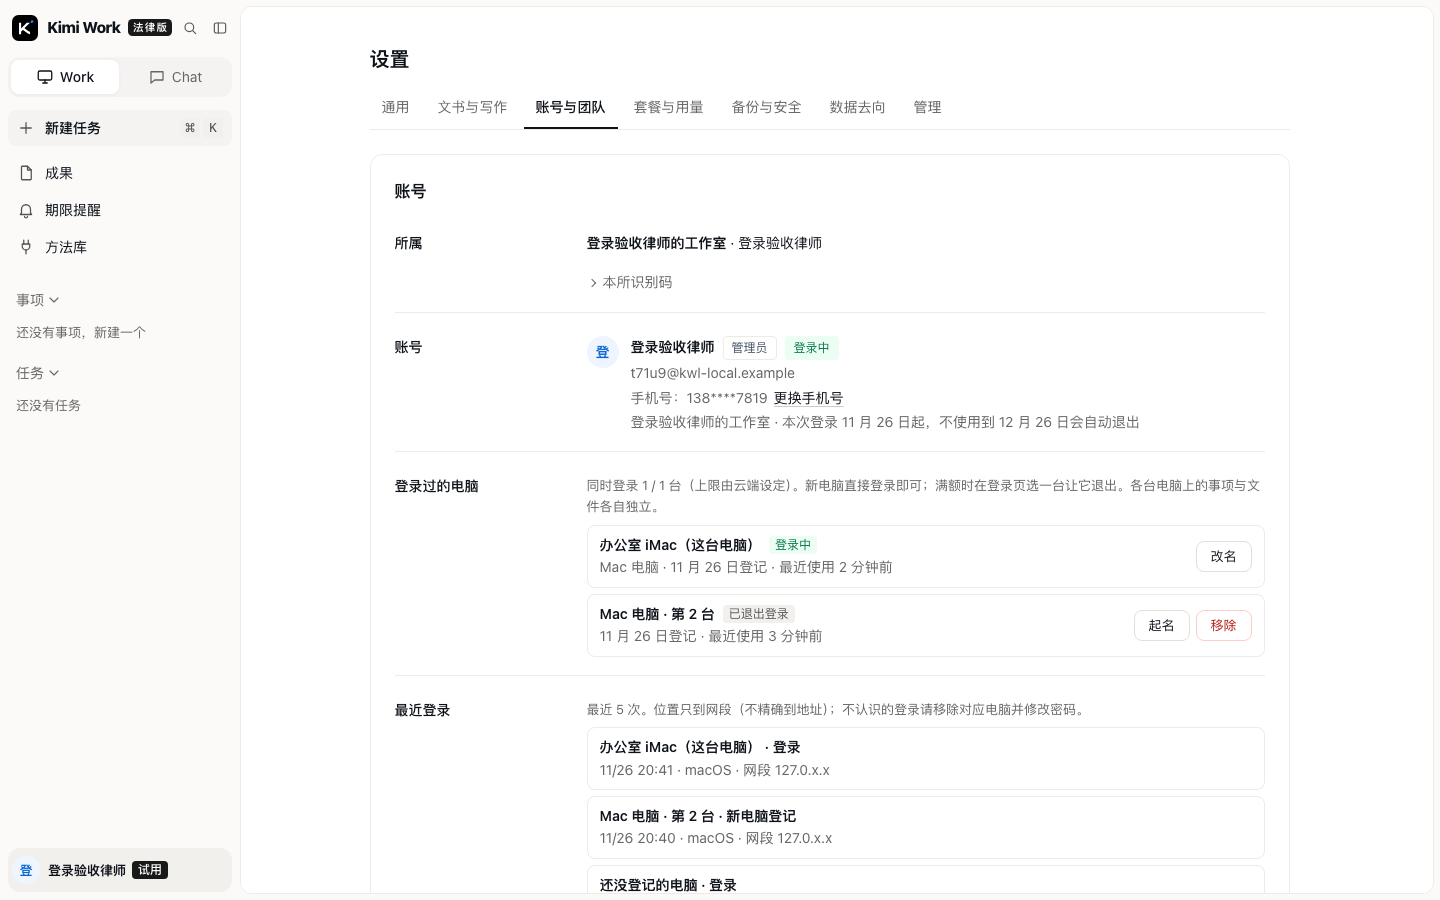 Kimi Work 法律版
Work
Chat
新建任务 ⌘ K
成果
期限提醒
方法库
事项
还没有事项，新建一个
任务
还没有任务
登 登录验收律师 试用
设置
通用 文书与写作 账号与团队 套餐与用量 备份与安全 数据去向 管理
账号
所属
登录验收律师的工作室 · 登录验收律师
本所识别码
账号
登 登录验收律师 管理员 登录中
t71u9@kwl-local.example
手机号：138****7819 更换手机号
登录验收律师的工作室 · 本次登录 11 月 26 日起，不使用到 12 月 26 日会自动退出
登录过的电脑
同时登录 1 / 1 台（上限由云端设定）。新电脑直接登录即可；满额时在登录页选一台让它退出。各台电脑上的事项与文
件各自独立。
办公室 iMac（这台电脑） 登录中
Mac 电脑 · 11 月 26 日登记 · 最近使用 2 分钟前
改名
Mac 电脑 · 第 2 台 已退出登录
11 月 26 日登记 · 最近使用 3 分钟前
起名 移除
最近登录
最近 5 次。位置只到网段（不精确到地址）；不认识的登录请移除对应电脑并修改密码。
办公室 iMac（这台电脑） · 登录
11/26 20:41 · macOS · 网段 127.0.x.x
Mac 电脑 · 第 2 台 · 新电脑登记
11/26 20:40 · macOS · 网段 127.0.x.x
还没登记的电脑 · 登录